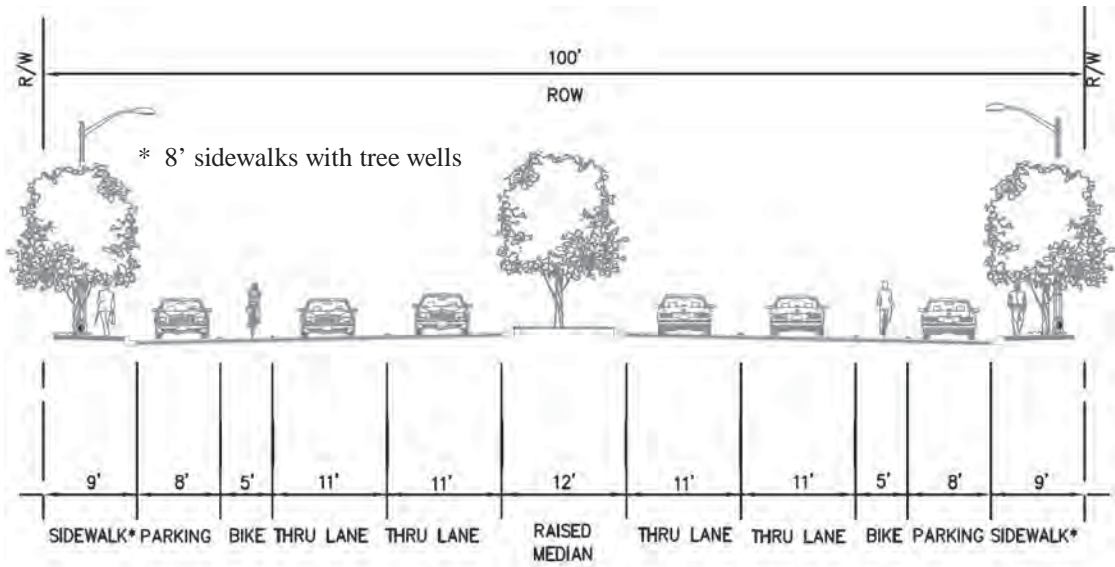 R/W
100'
R/W
ROW
* 8’ sidewalks with tree wells
9' 8' 5' 11' 11' 12' 11' 11' 5' 8' 9'
SIDEWALK* PARKING BIKE THRU LANE THRU LANE RAISED THRU LANE THRU LANE BIKE PARKING SIDEWALK*
MEDIAN